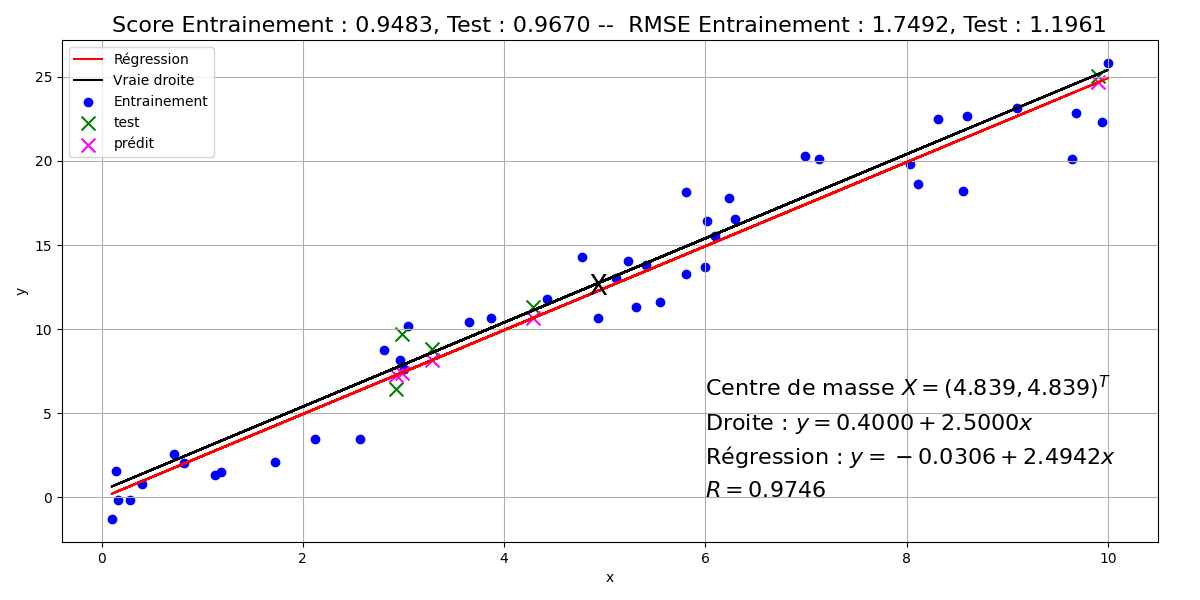 Score Entrainement : 0.9483, Test : 0.9670 --  RMSE Entrainement : 1.7492, Test : 1.1961
Régression
Vraie droite
Entrainement
test
prédit
25
20
15
10
5
0
y
Centre de masse X = (4.839, 4.839)^T
Droite : y = 0.4000 + 2.5000x
Régression : y = −0.0306 + 2.4942x
R = 0.9746
0 2 4 6 8 10
x